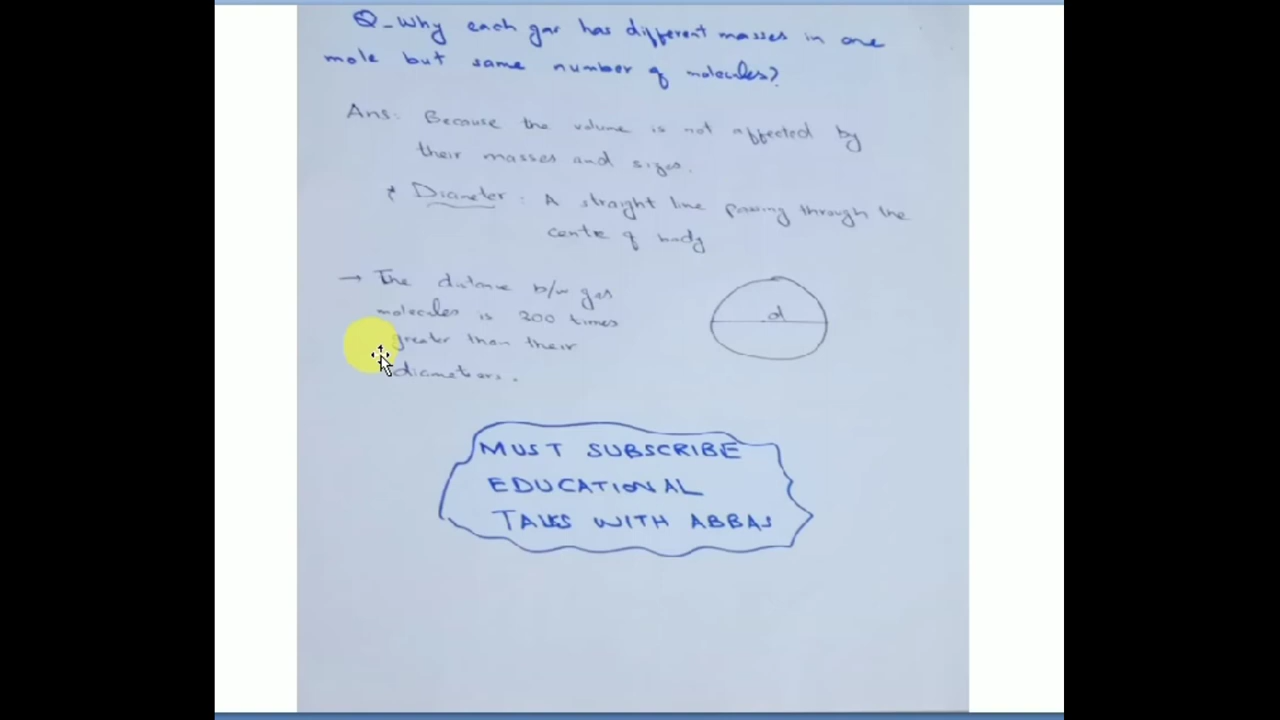 Q- Why each gas has different masses in one
mole but same number of molecules?
Ans: Because the volume is not affected by
their masses and sizes.
* Diameter: A straight line passing through the
centre of body
→ The distance b/w gas
molecules is 300 times
greater than their
diameters.
d
MUST SUBSCRIBE
EDUCATIONAL
TALKS WITH ABBAS